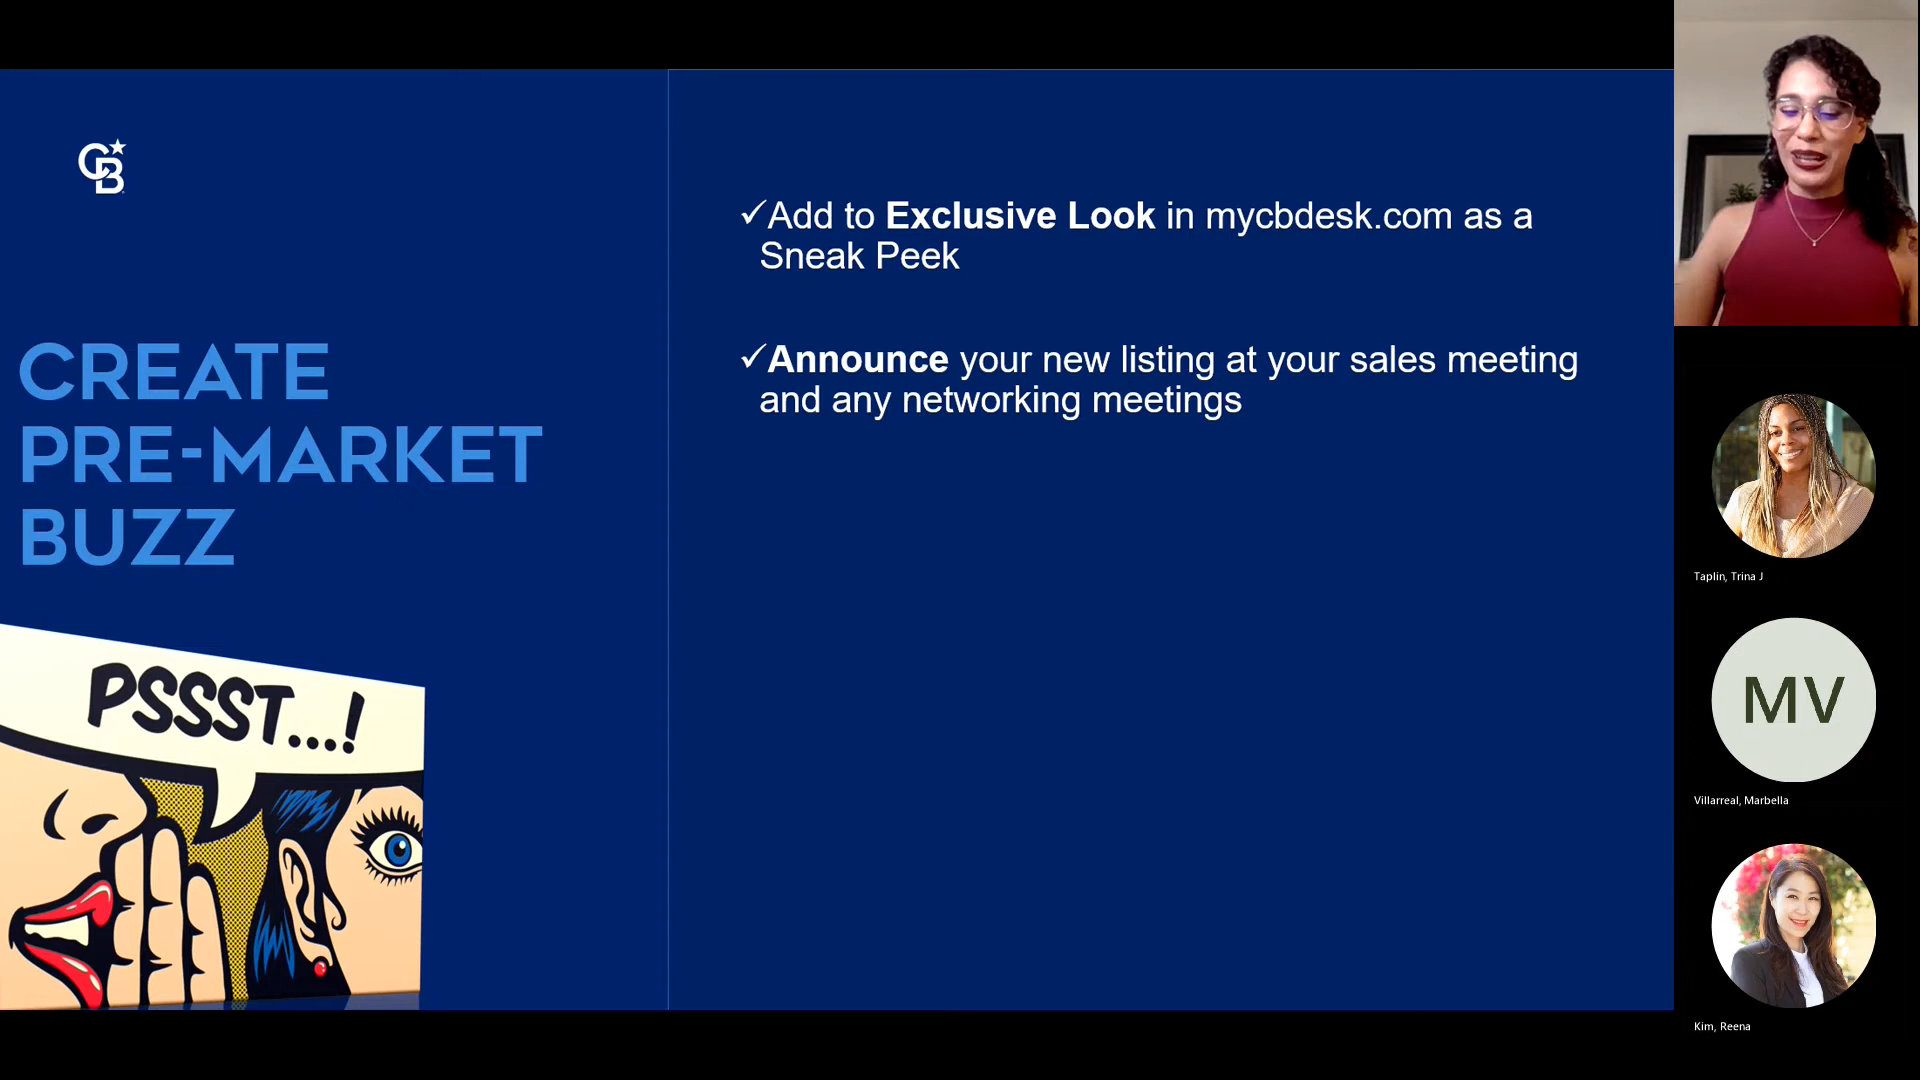 CB
CREATE
PRE-MARKET
BUZZ
PSSST...!
✓Add to Exclusive Look in mycbdesk.com as a
Sneak Peek
✓Announce your new listing at your sales meeting
and any networking meetings
Taplin, Trina J
MV
Villarreal, Marbella
Kim, Reena